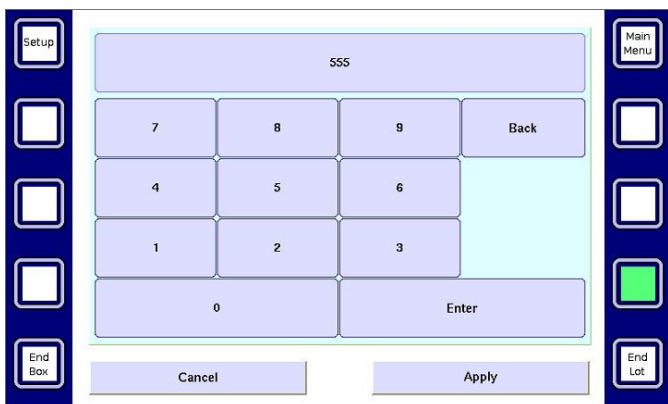 Setup
Main
Menu
555
7 8 9 Back
4 5 6
1 2 3
0 Enter
End
Box
Cancel Apply
End
Lot